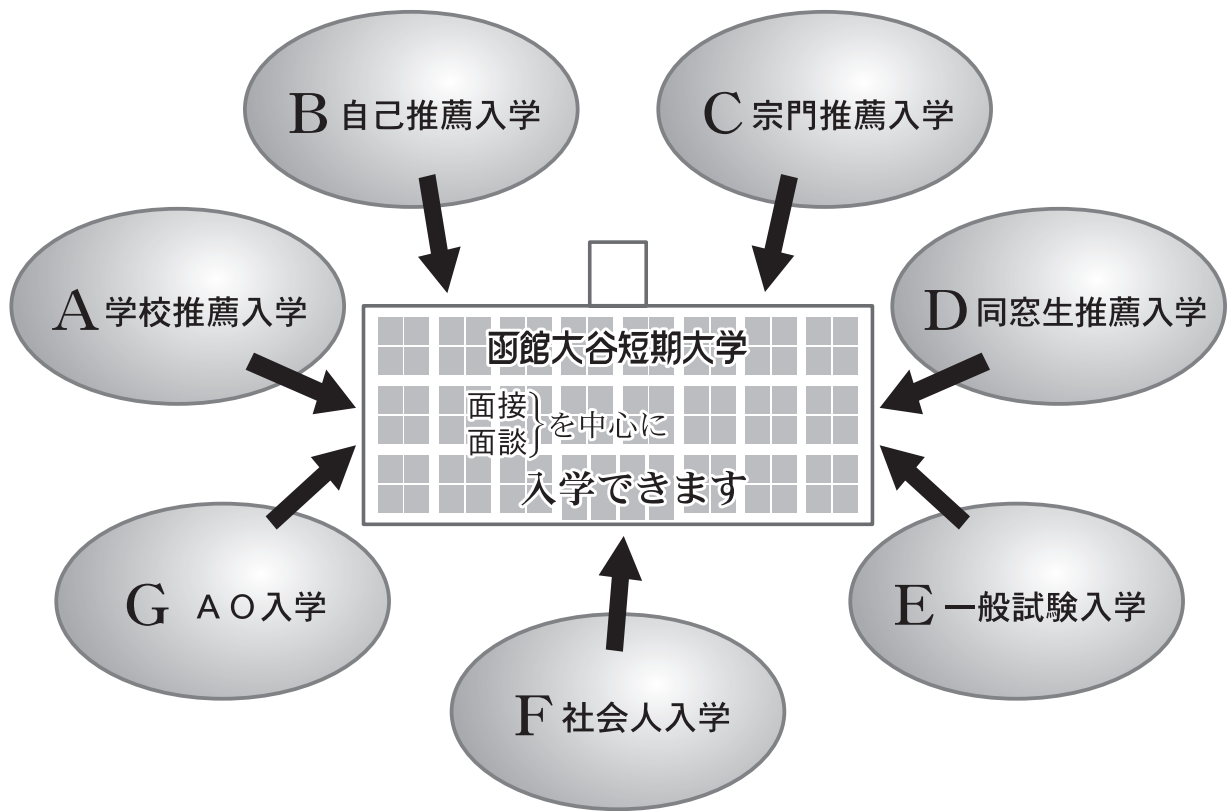 B 自己推薦入学
C 宗門推薦入学
A 学校推薦入学
D 同窓生推薦入学
函館大谷短期大学
面接
面談 } を中心に
入学できます
G AO入学
E 一般試験入学
F 社会人入学